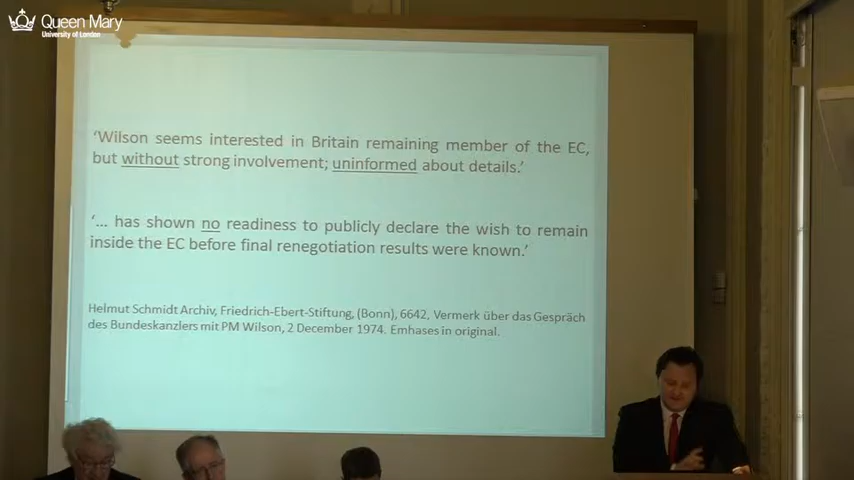 Queen Mary
University of London
‘Wilson seems interested in Britain remaining member of the EC,
but without strong involvement; uninformed about details.’
‘... has shown no readiness to publicly declare the wish to remain
inside the EC before final renegotiation results were known.’
Helmut Schmidt Archiv, Friedrich-Ebert-Stiftung, (Bonn), 6642, Vermerk über das Gespräch
des Bundeskanzlers mit PM Wilson, 2 December 1974. Emhases in original.